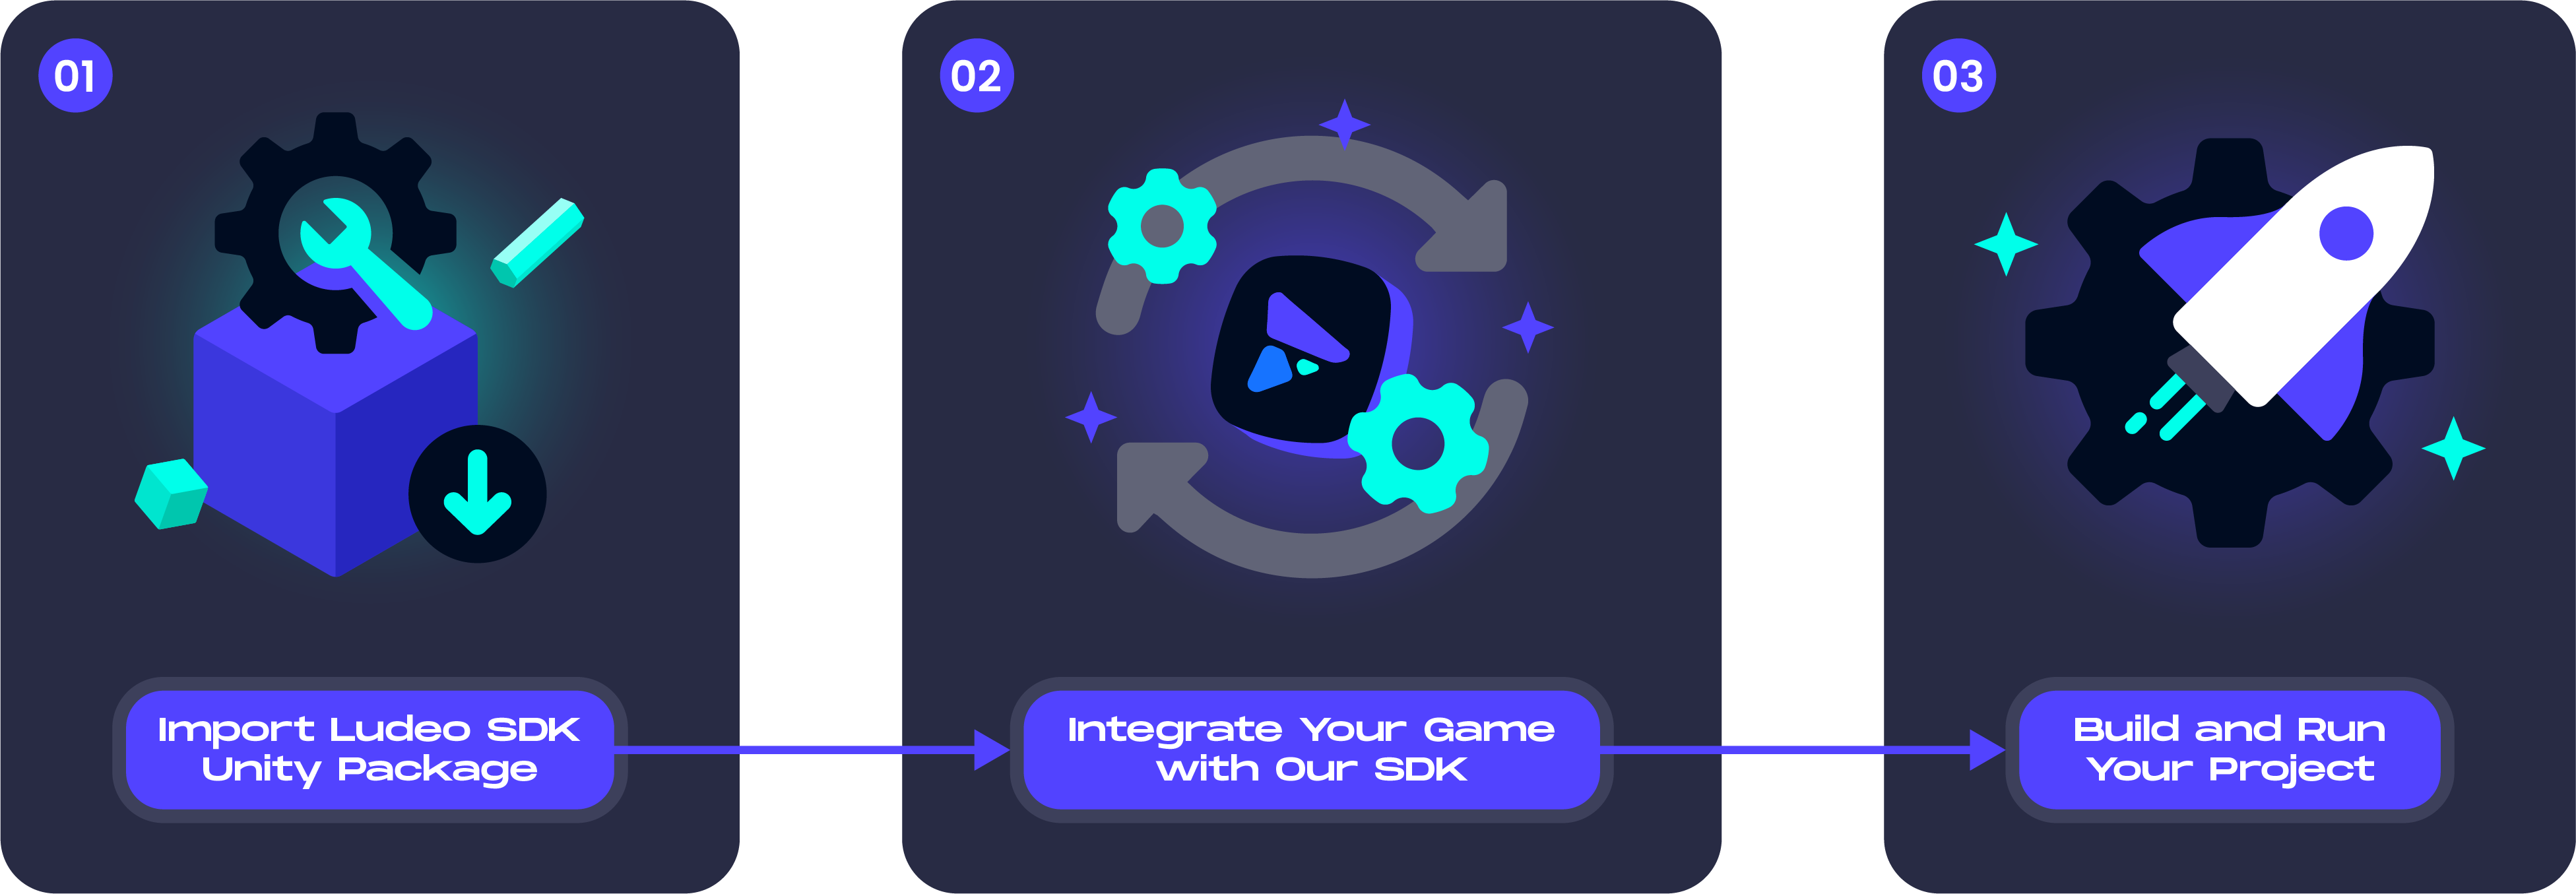 01
Import Ludeo SDK
Unity Package
02
Integrate Your Game
with Our SDK
03
Build and Run
Your Project